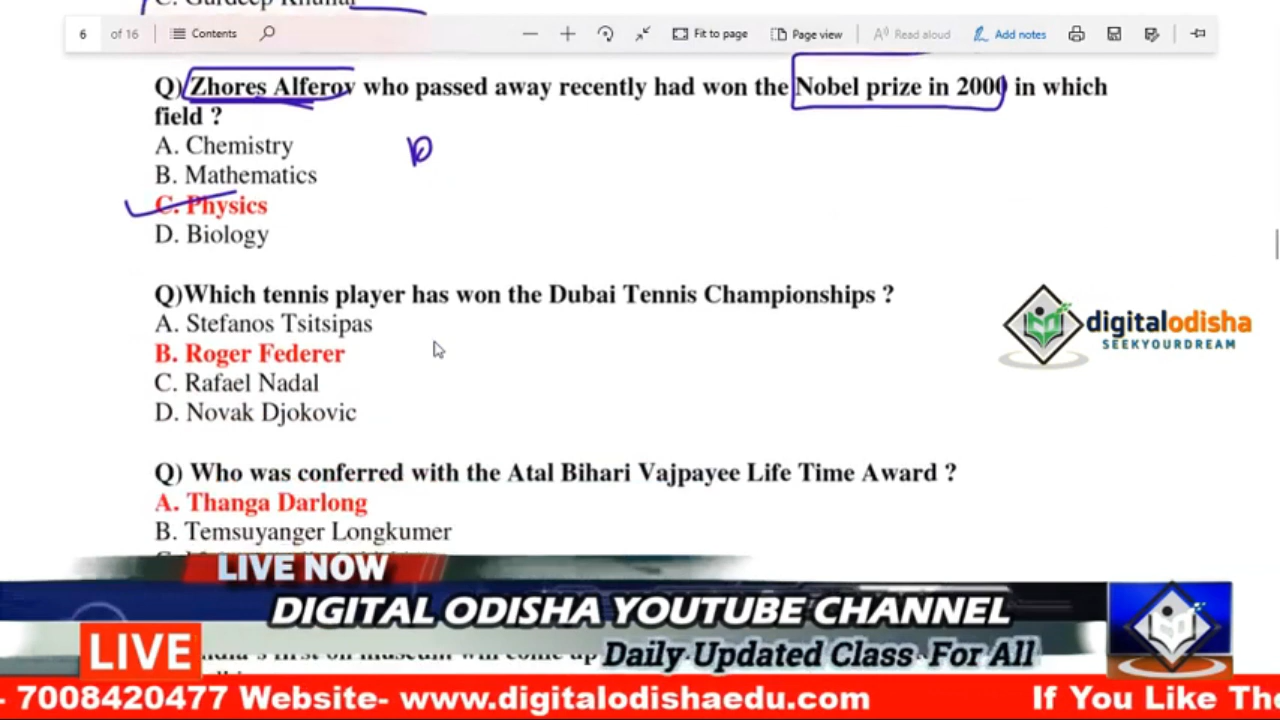 C. Gurdeep Khullar
6 of 16 Contents Fit to page Page view Read aloud Add notes
Q) Zhores Alferov who passed away recently had won the Nobel prize in 2000 in which
field ?
A. Chemistry
B. Mathematics
C. Physics
D. Biology
Q)Which tennis player has won the Dubai Tennis Championships ?
A. Stefanos Tsitsipas
B. Roger Federer
C. Rafael Nadal
D. Novak Djokovic
digitalodisha
SEEKYOURDREAM
Q) Who was conferred with the Atal Bihari Vajpayee Life Time Award ?
A. Thanga Darlong
B. Temsuyanger Longkumer
LIVE NOW
DIGITAL ODISHA YOUTUBE CHANNEL
LIVE
Daily Updated Class For All
- 7008420477 Website- www.digitalodishaedu.com If You Like The